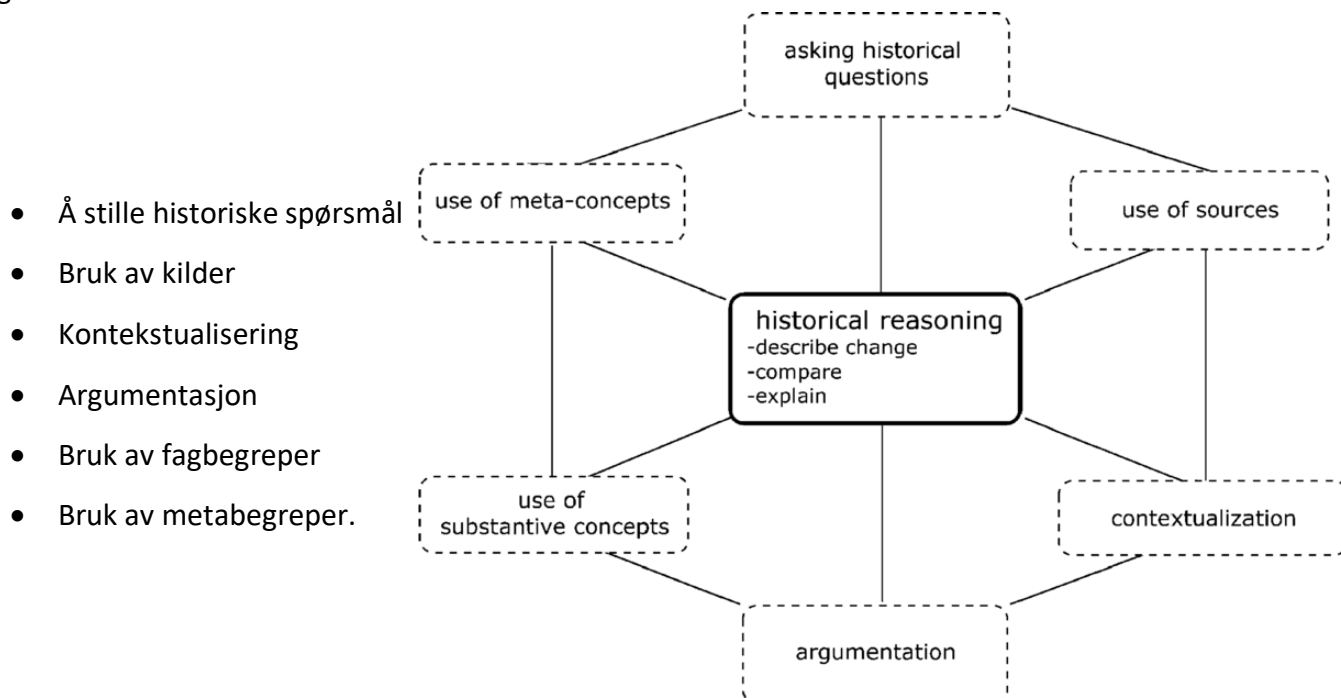 • Å stille historiske spørsmål
• Bruk av kilder
• Kontekstualisering
• Argumentasjon
• Bruk av fagbegreper
• Bruk av metabegreper.
asking historical
questions
use of meta-concepts
use of sources
historical reasoning
-describe change
-compare
-explain
use of
substantive concepts
contextualization
argumentation